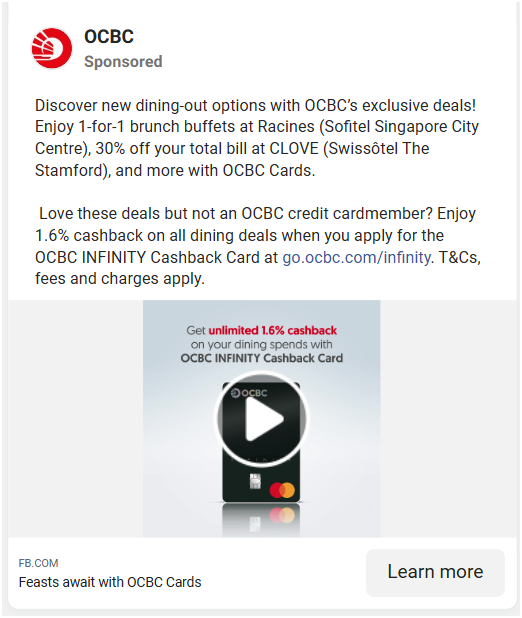 OCBC
Sponsored
Discover new dining-out options with OCBC's exclusive deals!
Enjoy 1-for-1 brunch buffets at Racines (Sofitel Singapore City
Centre), 30% off your total bill at CLOVE (Swissôtel The
Stamford), and more with OCBC Cards.
Love these deals but not an OCBC credit cardmember? Enjoy
1.6% cashback on all dining deals when you apply for the
OCBC INFINITY Cashback Card at go.ocbc.com/infinity. T&Cs,
fees and charges apply.
Get unlimited 1.6% cashback
on your dining spends with
OCBC INFINITY Cashback Card
OCBC
FB.COM
Feasts await with OCBC Cards
Learn more